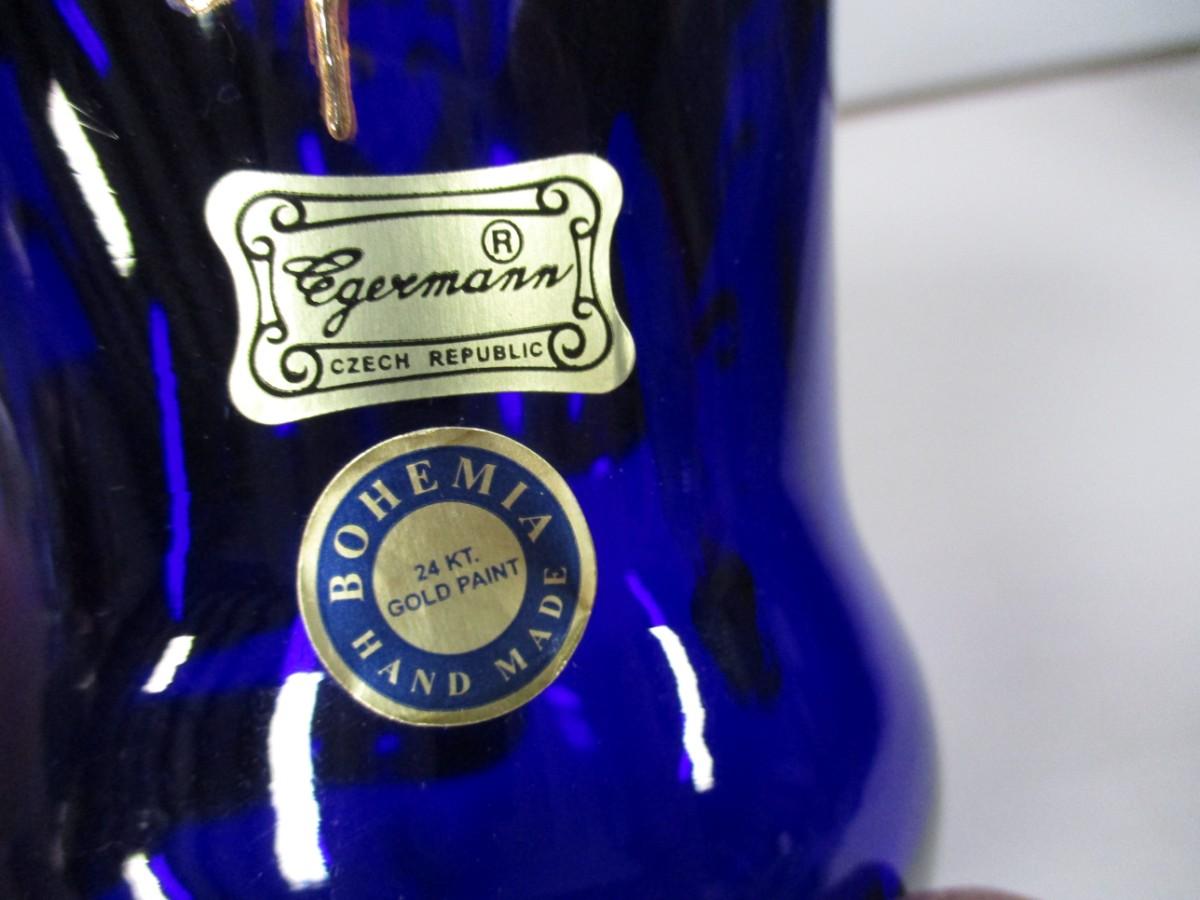 Egermann ®
CZECH REPUBLIC
BOHEMIA
24 KT.
GOLD PAINT
HAND MADE